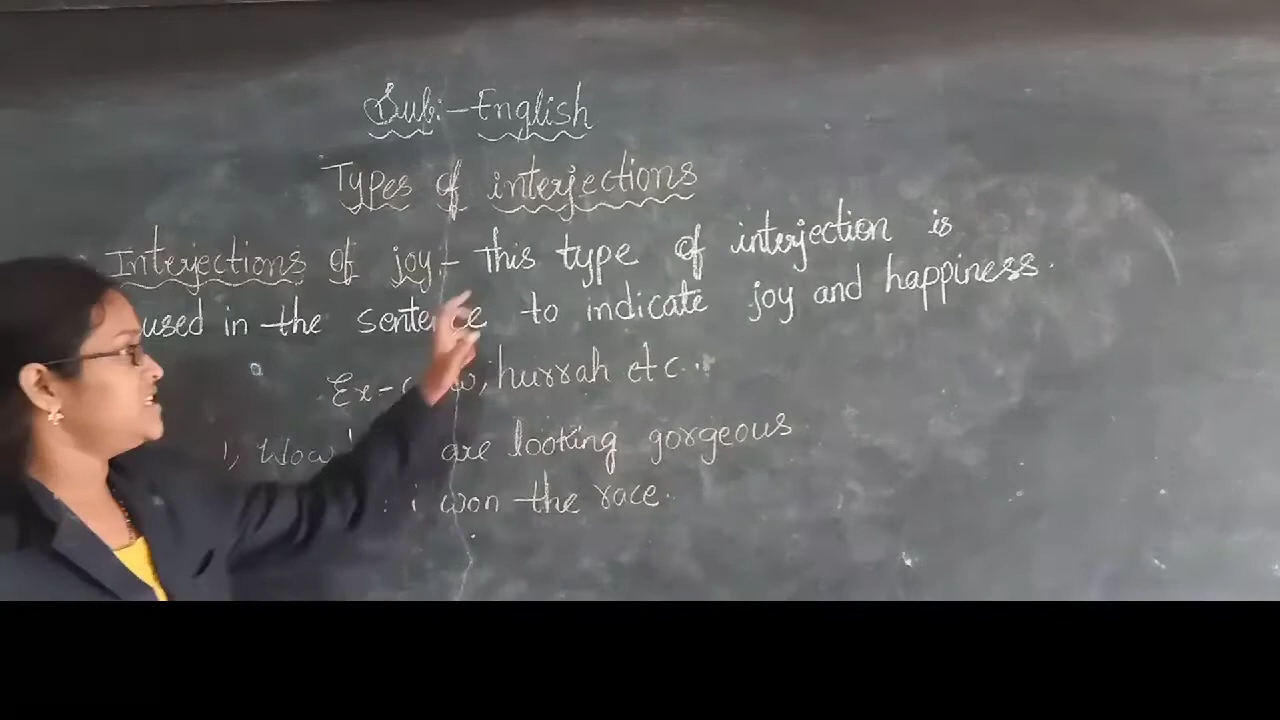 Sub:- English
Types of interjections
Interjections of joy:- This type of interjection is
used in the sentence to indicate joy and happiness.
Ex- hurrah etc...
1, Wow! are looking gorgeous
i won the race.